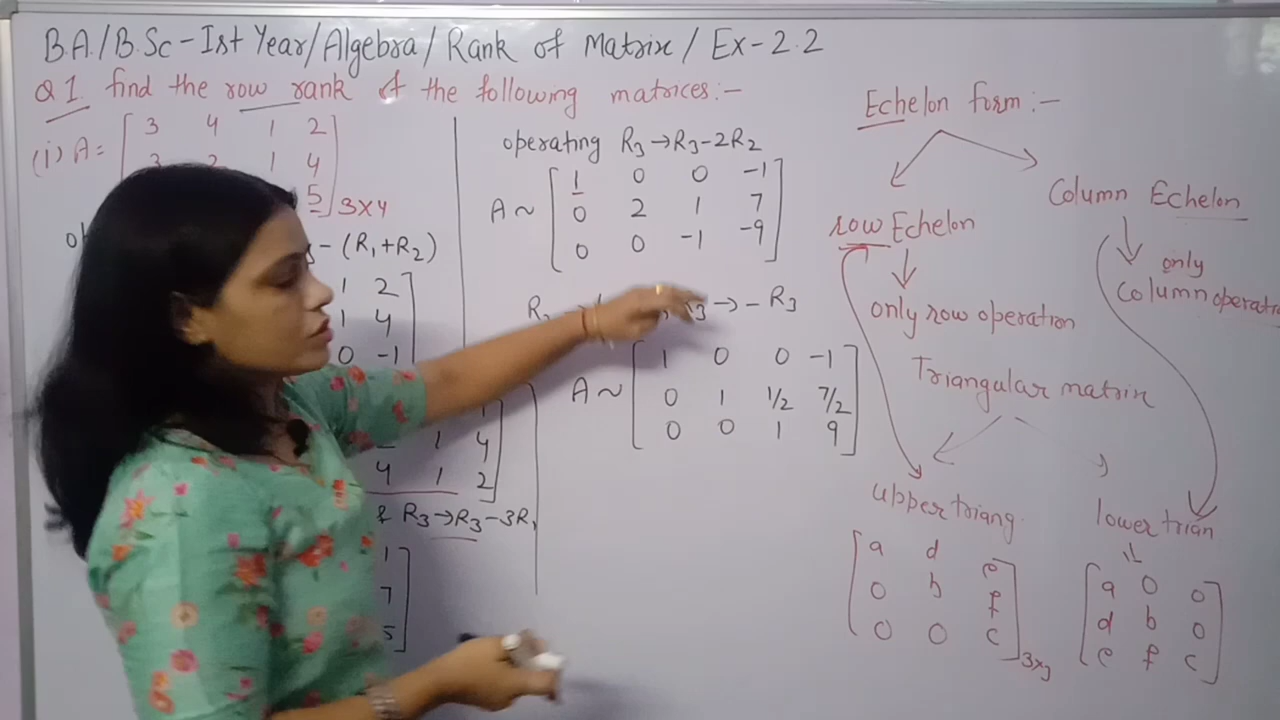 B.A./B.Sc-Ist Year/Algebra/Rank of Matrix/Ex-2.2
Q1. find the row rank of the following matrices:-
(i) A= [ 3 4 1 2 ]
3 2 1 4
5 ] 3x4
- (R1+R2)
1 2
1 4
0 -1
1
1 4
4 1 2
& R3→R3-3R1
1
7
5
operating R3→R3-2R2
A~ [ 1 0 0 -1
0 2 1 7
0 0 -1 -9 ]
→ -R3
A~ [ 1 0 0 -1
0 1 1/2 7/2
0 0 1 9 ]
Echelon form:-
row Echelon
Column Echelon
only row operation
only
Column operati
Triangular matrix
upper triang.
lower trian
[ a d e
0 b f
0 0 c ] 3x3
[ a 0 0
d b 0
e f c ]